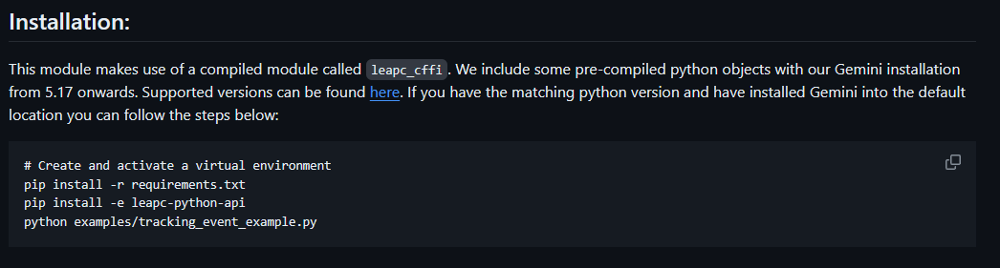 Installation:
This module makes use of a compiled module called leapc_cffi. We include some pre-compiled python objects with our Gemini installation
from 5.17 onwards. Supported versions can be found here. If you have the matching python version and have installed Gemini into the default
location you can follow the steps below:
# Create and activate a virtual environment
pip install -r requirements.txt
pip install -e leapc-python-api
python examples/tracking_event_example.py